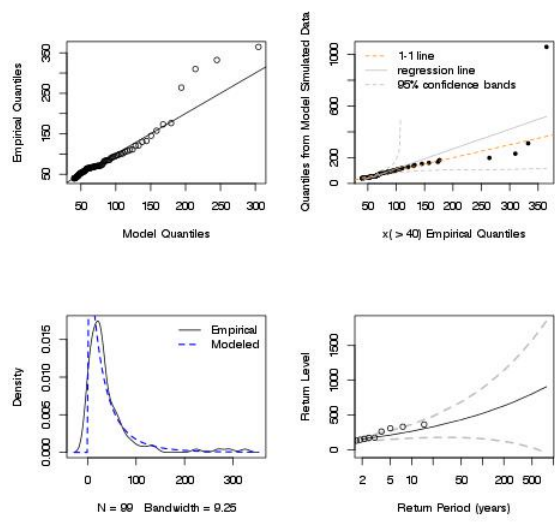 Empirical Quantiles
50
150
250
350
50 100 150 200 250 300
Model Quantiles
Quantiles from Model Simulated Data
0 200
600
1000
1-1 line
regression line
95% confidence bands
50 100 150 200 250 300 350
x( > 40) Empirical Quantiles
Density
0.000
0.005
0.010
0.015
Empirical
Modeled
0 100 200 300
N = 99 Bandwidth = 9.25
Return Level
0
500
1000
1500
2 5 10 50 200 500
Return Period (years)